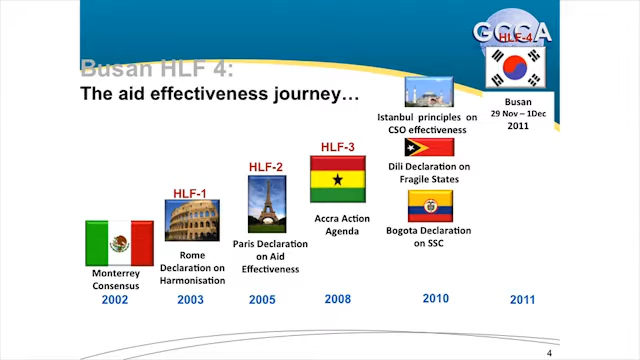 GCCA
Busan HLF 4:
The aid effectiveness journey…
HLF-4
Busan
29 Nov – 1Dec
2011
Istanbul principles on
CSO effectiveness
HLF-3
Dili Declaration on
Fragile States
HLF-2
HLF-1
Accra Action
Agenda
Bogota Declaration
on SSC
Paris Declaration
on Aid
Effectiveness
Rome
Declaration on
Harmonisation
Monterrey
Consensus
2002
2003
2005
2008
2010
2011
4